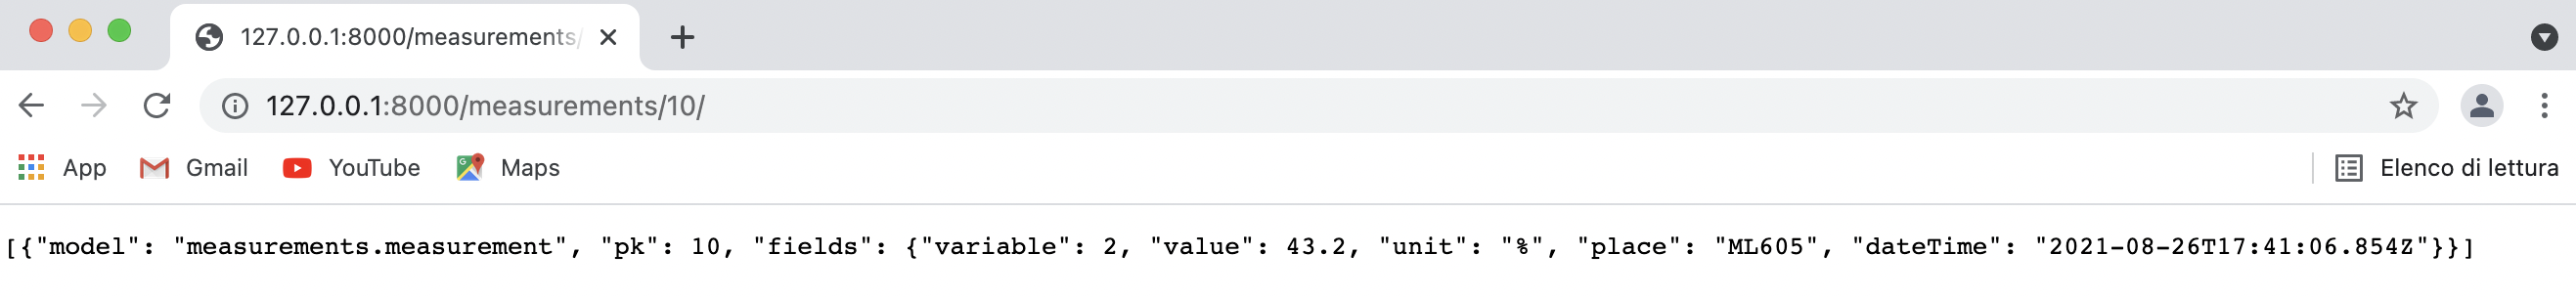 127.0.0.1:8000/measurements/
127.0.0.1:8000/measurements/10/
App Gmail YouTube Maps Elenco di lettura
[{"model": "measurements.measurement", "pk": 10, "fields": {"variable": 2, "value": 43.2, "unit": "%", "place": "ML605", "dateTime": "2021-08-26T17:41:06.854Z"}}]